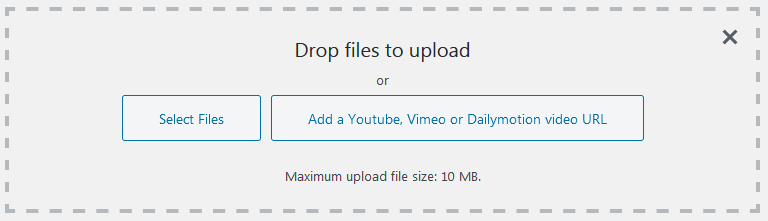 Drop files to upload
or
Select Files
Add a Youtube, Vimeo or Dailymotion video URL
Maximum upload file size: 10 MB.